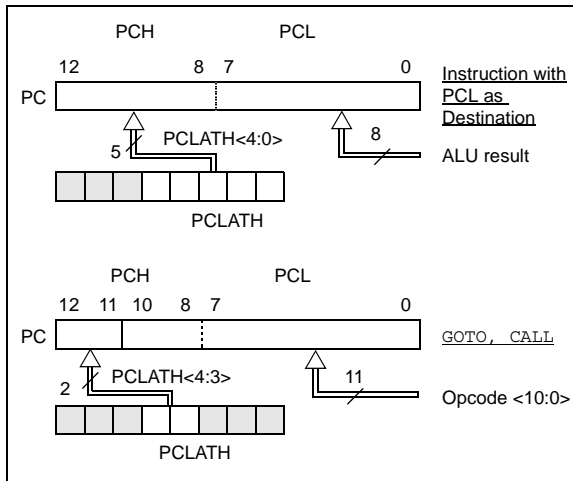 PCH PCL
12 8 7 0
PC
Instruction with
PCL as
Destination
5 PCLATH<4:0> 8
ALU result
PCLATH
PCH PCL
12 11 10 8 7 0
PC
GOTO, CALL
2 PCLATH<4:3> 11
Opcode <10:0>
PCLATH